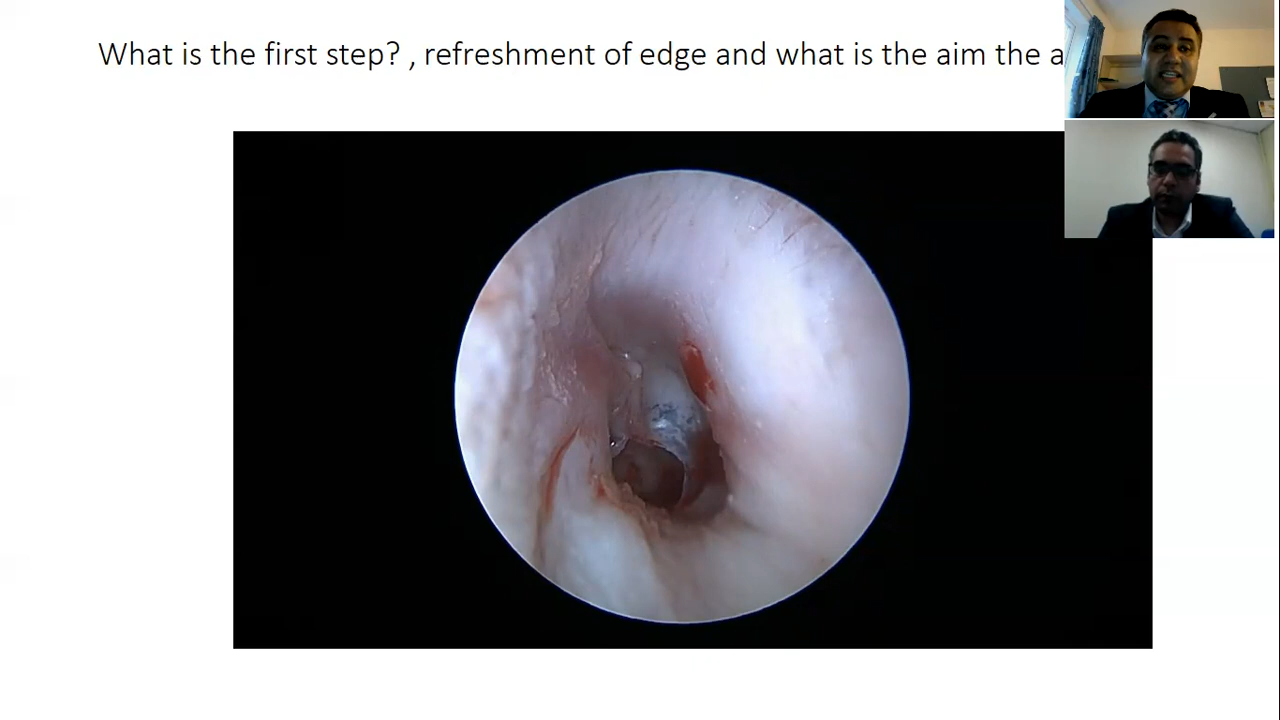 What is the first step? , refreshment of edge and what is the aim the a